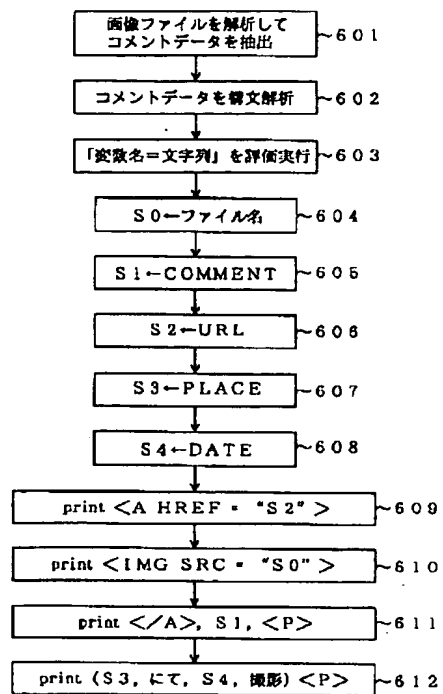 画像ファイルを解析して
コメントデータを抽出 ~601
コメントデータを構文解析 ~602
「変数名=文字列」を評価実行 ~603
S0←ファイル名 ~604
S1←COMMENT ~605
S2←URL ~606
S3←PLACE ~607
S4←DATE ~608
print <A HREF = “S2”> ~609
print <IMG SRC = “S0”> ~610
print </A>, S1, <P> ~611
print (S3, にて, S4, 撮影) <P> ~612